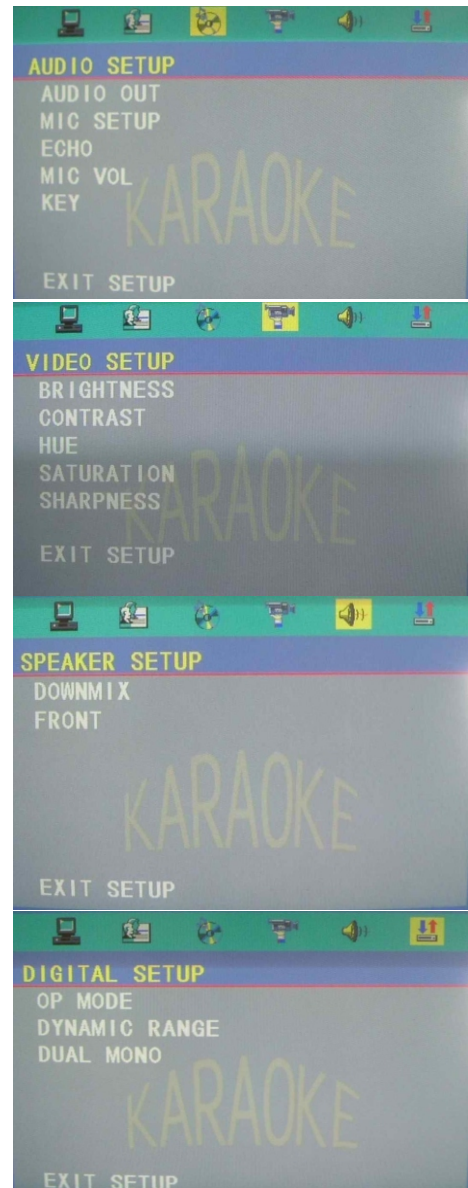 AUDIO SETUP
AUDIO OUT
MIC SETUP
ECHO
MIC VOL
KEY
KARAOKE
EXIT SETUP
VIDEO SETUP
BRIGHTNESS
CONTRAST
HUE
SATURATION
SHARPNESS
KARAOKE
EXIT SETUP
SPEAKER SETUP
DOWNMIX
FRONT
KARAOKE
EXIT SETUP
DIGITAL SETUP
OP MODE
DYNAMIC RANGE
DUAL MONO
KARAOKE
EXIT SETUP